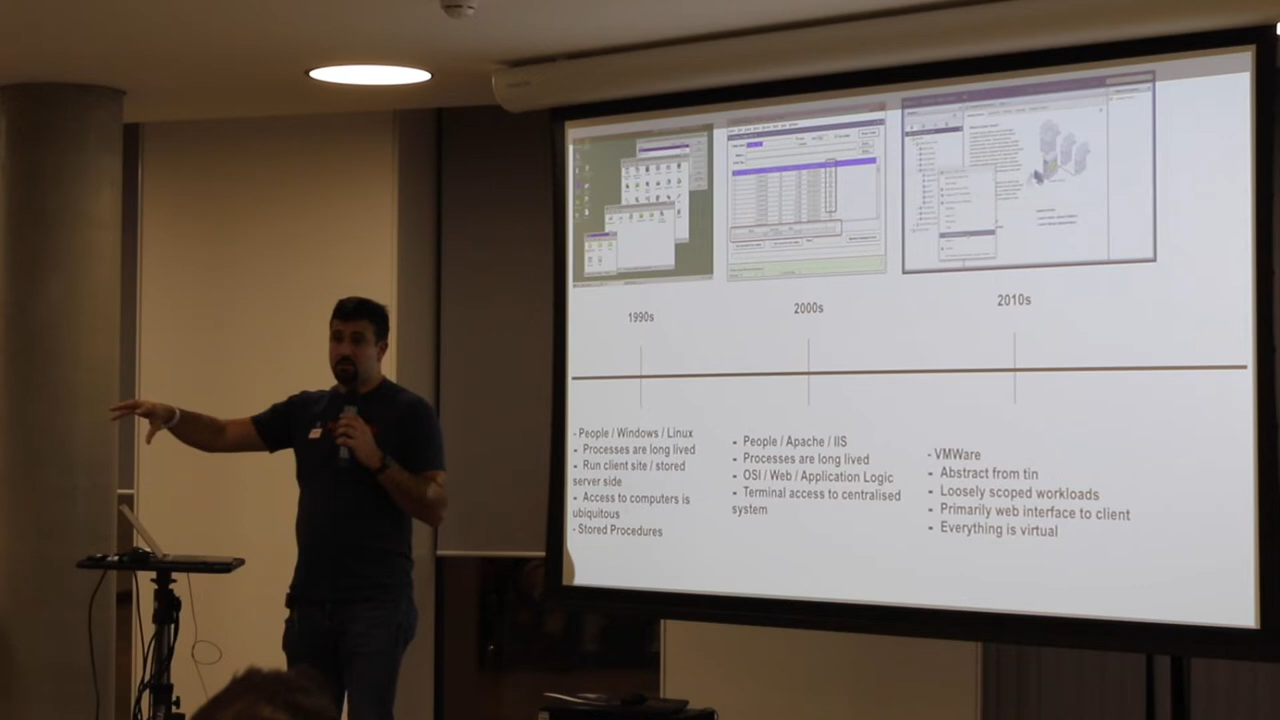 1990s
2000s
2010s
- People / Windows / Linux
- Processes are long lived
- Run client site / stored
server side
- Access to computers is
ubiquitous
- Stored Procedures
- People / Apache / IIS
- Processes are long lived
- OSI / Web / Application Logic
- Terminal access to centralised
system
- VMWare
- Abstract from tin
- Loosely scoped workloads
- Primarily web interface to client
- Everything is virtual